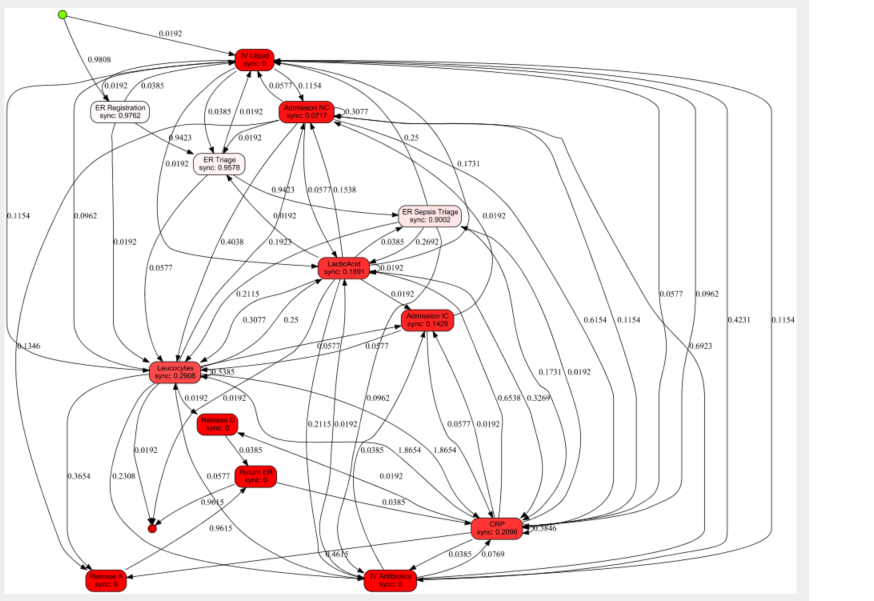 0.0192
0.9808
IV Liquid
sync: 0
0.0192
0.0385
0.0577
0.1154
ER Registration
sync: 0.9762
0.0385
0.0192
Admission NC
sync: 0.0717
0.3077
0.9423
0.0192
0.25
ER Triage
sync: 0.9578
0.0192
0.1731
0.9423
0.0577
0.1538
0.1154
0.0962
0.0192
ER Sepsis Triage
sync: 0.9002
0.0192
0.0192
0.4038
0.1923
0.0385
0.2692
0.0577
LacticAcid
sync: 0.1891
0.0192
0.2115
0.0192
0.0577
0.0962
0.3077
0.25
Admission IC
sync: 0.1429
0.6154
0.1154
0.4231
0.1154
0.1346
0.0577
0.0577
0.6923
Leucocytes
sync: 0.2908
0.5385
0.1731
0.0192
0.0192
0.0192
0.0962
0.6538
0.3269
Release D
sync: 0
0.2115
0.0192
0.0577
0.0192
0.0192
0.0385
0.0385
1.8654
1.8654
0.3654
0.2308
0.0577
Return ER
sync: 0
0.0192
0.9615
0.0385
0.9615
CRP
sync: 0.2096
0.3846
0.4615
0.0385
0.0769
Release A
sync: 0
IV Antibiotics
sync: 0